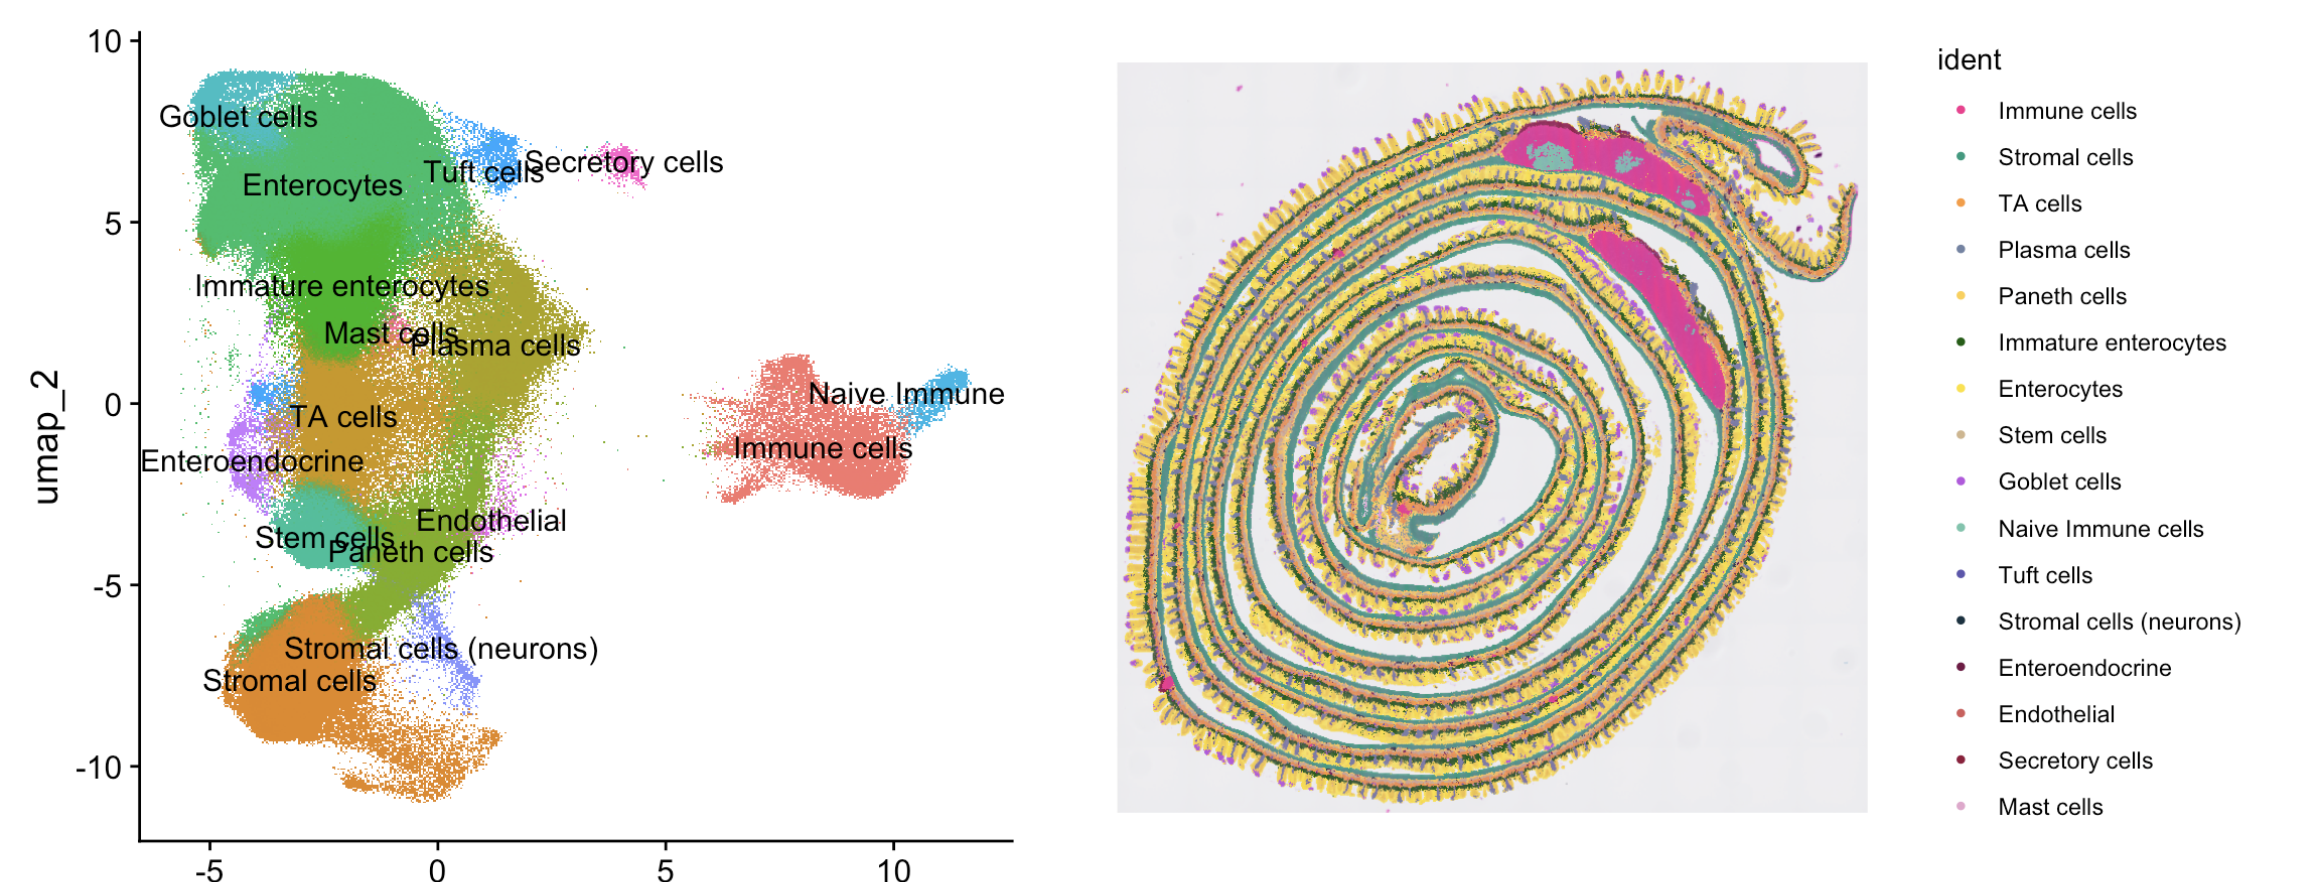 10
5
0
-5
-10
umap_2
-5
0
5
10
Goblet cells
Enterocytes
Tuft cells
Secretory cells
Immature enterocytes
Mast cells
Plasma cells
TA cells
Naive Immune
Immune cells
Enteroendocrine
Endothelial
Stem cells
Paneth cells
Stromal cells (neurons)
Stromal cells
ident
Immune cells
Stromal cells
TA cells
Plasma cells
Paneth cells
Immature enterocytes
Enterocytes
Stem cells
Goblet cells
Naive Immune cells
Tuft cells
Stromal cells (neurons)
Enteroendocrine
Endothelial
Secretory cells
Mast cells